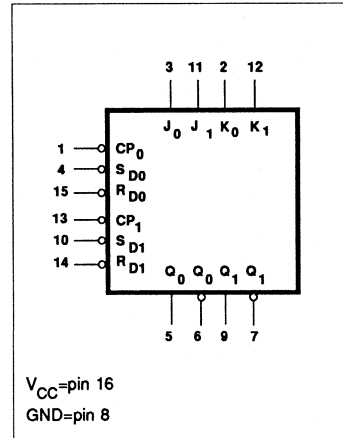 3 11 2 12
J0 J1 K0 K1
1 CP0
4 SD0
15 RD0
13 CP1
10 SD1
14 RD1
Q0 Q0 Q1 Q1
5 6 9 7
VCC=pin 16
GND=pin 8